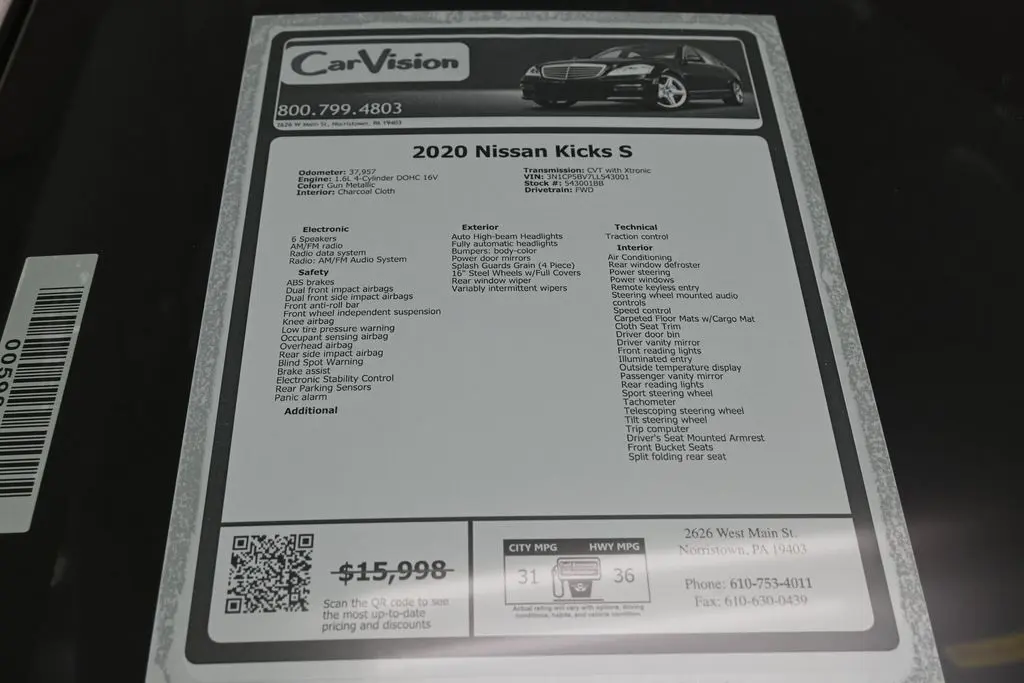 CarVision
800.799.4803
2626 W Main St, Norristown, PA 19403
2020 Nissan Kicks S
Odometer: 37,957
Engine: 1.6L 4-Cylinder DOHC 16V
Color: Gun Metallic
Interior: Charcoal Cloth
Transmission: CVT with Xtronic
VIN: 3N1CP5BV7LL543001
Stock #: 543001BB
Drivetrain: FWD
Electronic
6 Speakers
AM/FM radio
Radio data system
Radio: AM/FM Audio System
Safety
ABS brakes
Dual front impact airbags
Dual front side impact airbags
Front anti-roll bar
Front wheel independent suspension
Knee airbag
Low tire pressure warning
Occupant sensing airbag
Overhead airbag
Rear side impact airbag
Blind Spot Warning
Brake assist
Electronic Stability Control
Rear Parking Sensors
Panic alarm
Additional
Exterior
Auto High-beam Headlights
Fully automatic headlights
Bumpers: body-color
Power door mirrors
Splash Guards Grain (4 Piece)
16" Steel Wheels w/Full Covers
Rear window wiper
Variably intermittent wipers
Technical
Traction control
Interior
Air Conditioning
Rear window defroster
Power steering
Power windows
Remote keyless entry
Steering wheel mounted audio
controls
Speed control
Carpeted Floor Mats w/Cargo Mat
Cloth Seat Trim
Driver door bin
Driver vanity mirror
Front reading lights
Illuminated entry
Outside temperature display
Passenger vanity mirror
Rear reading lights
Sport steering wheel
Tachometer
Telescoping steering wheel
Tilt steering wheel
Trip computer
Driver's Seat Mounted Armrest
Front Bucket Seats
Split folding rear seat
$15,998
Scan the QR code to see
the most up-to-date
pricing and discounts
CITY MPG HWY MPG
31 36
Actual rating will vary with options, driving
conditions, habits, and vehicle condition.
2626 West Main St.
Norristown, PA 19403
Phone: 610-753-4011
Fax: 610-630-0439